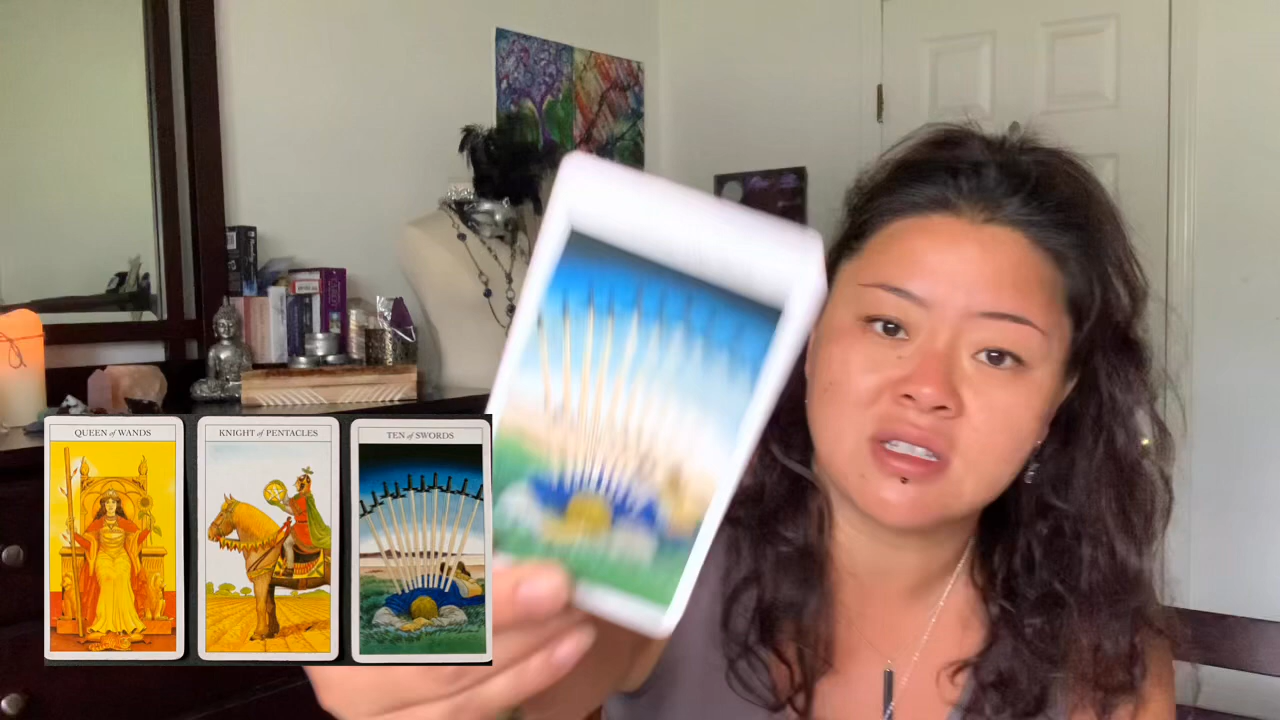 QUEEN of WANDS
KNIGHT of PENTACLES
TEN of SWORDS